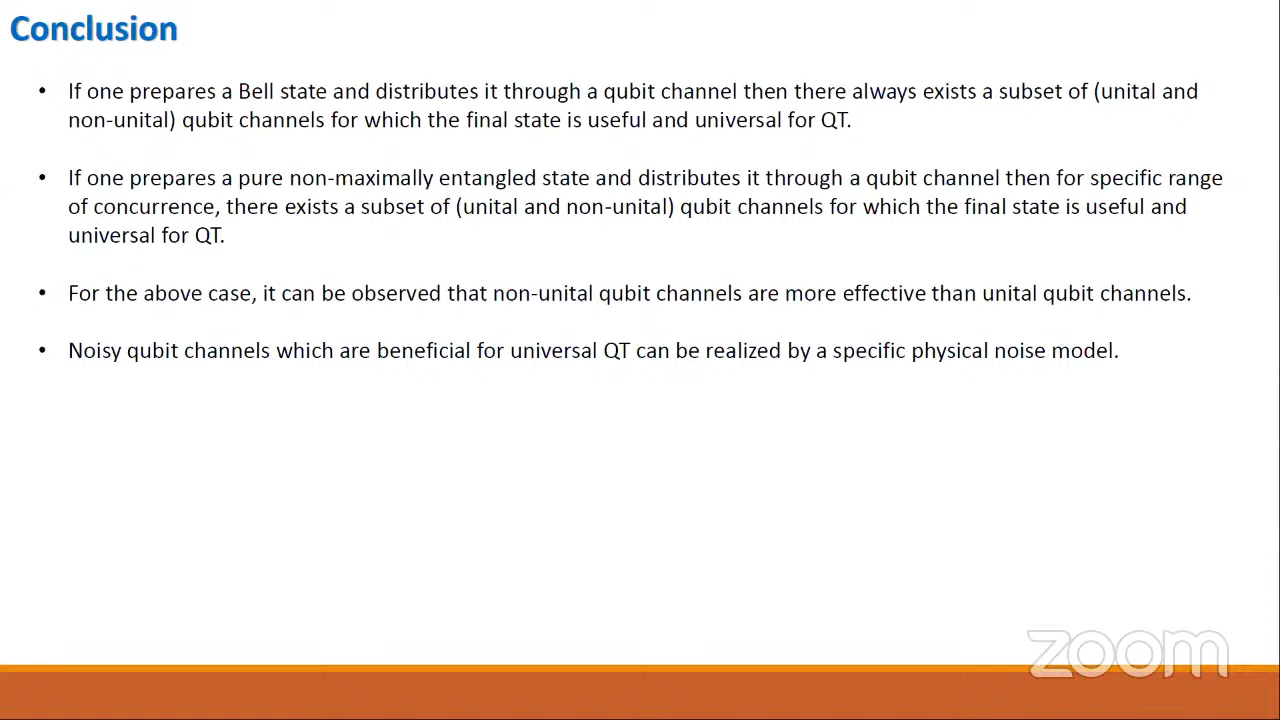 Conclusion
• If one prepares a Bell state and distributes it through a qubit channel then there always exists a subset of (unital and
non-unital) qubit channels for which the final state is useful and universal for QT.
• If one prepares a pure non-maximally entangled state and distributes it through a qubit channel then for specific range
of concurrence, there exists a subset of (unital and non-unital) qubit channels for which the final state is useful and
universal for QT.
• For the above case, it can be observed that non-unital qubit channels are more effective than unital qubit channels.
• Noisy qubit channels which are beneficial for universal QT can be realized by a specific physical noise model.
zoom